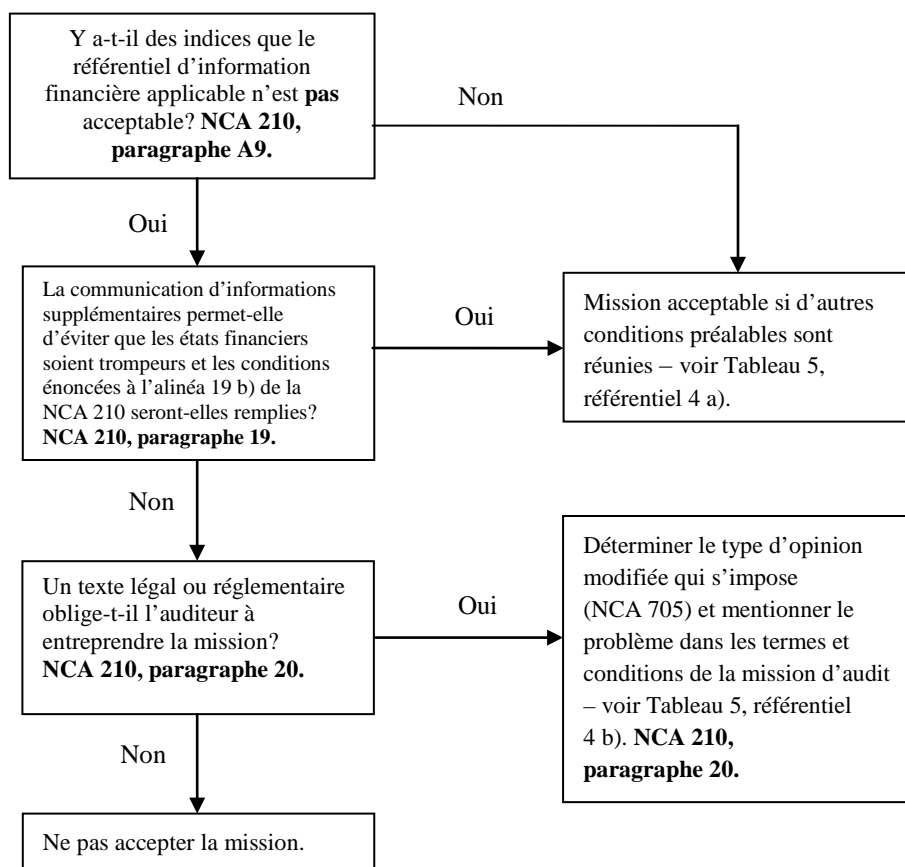 Y a-t-il des indices que le
référentiel d’information
financière applicable n’est pas
acceptable? NCA 210,
paragraphe A9.
Non
Oui
La communication d’informations
supplémentaires permet-elle
d’éviter que les états financiers
soient trompeurs et les conditions
énoncées à l’alinéa 19 b) de la
NCA 210 seront-elles remplies?
NCA 210, paragraphe 19.
Oui
Mission acceptable si d’autres
conditions préalables sont
réunies – voir Tableau 5,
référentiel 4 a).
Non
Un texte légal ou réglementaire
oblige-t-il l’auditeur à
entreprendre la mission?
NCA 210, paragraphe 20.
Oui
Déterminer le type d’opinion
modifiée qui s’impose
(NCA 705) et mentionner le
problème dans les termes et
conditions de la mission d’audit
– voir Tableau 5, référentiel
4 b). NCA 210,
paragraphe 20.
Non
Ne pas accepter la mission.